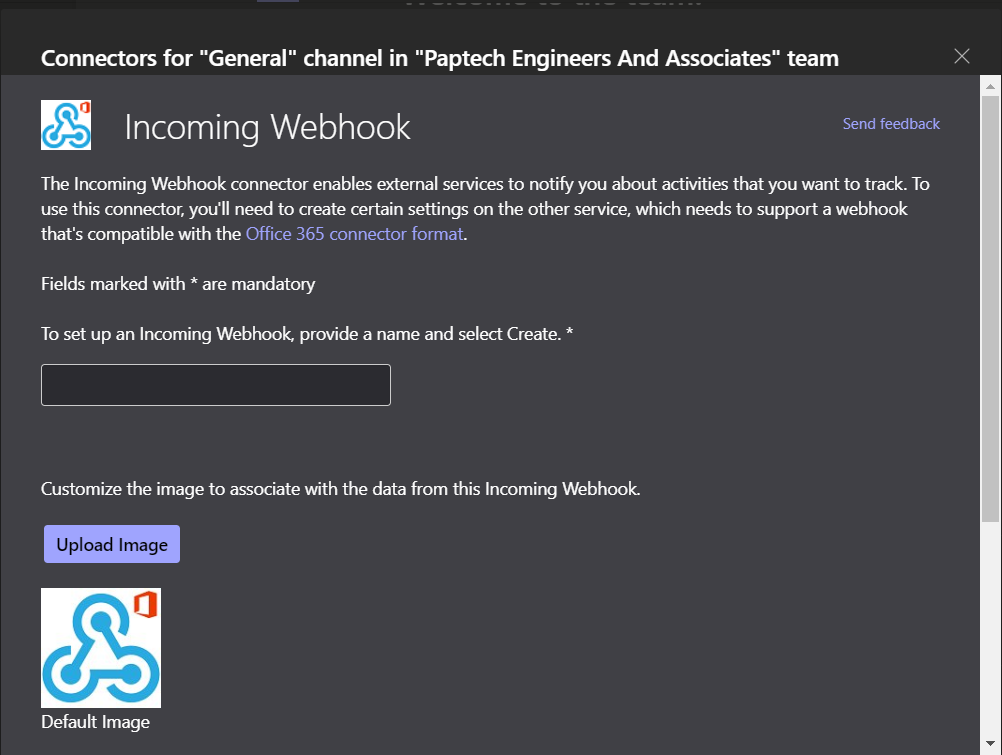 Connectors for "General" channel in "Paptech Engineers And Associates" team
Incoming Webhook
Send feedback
The Incoming Webhook connector enables external services to notify you about activities that you want to track. To
use this connector, you'll need to create certain settings on the other service, which needs to support a webhook
that's compatible with the Office 365 connector format.
Fields marked with * are mandatory
To set up an Incoming Webhook, provide a name and select Create. *
Customize the image to associate with the data from this Incoming Webhook.
Upload Image
Default Image